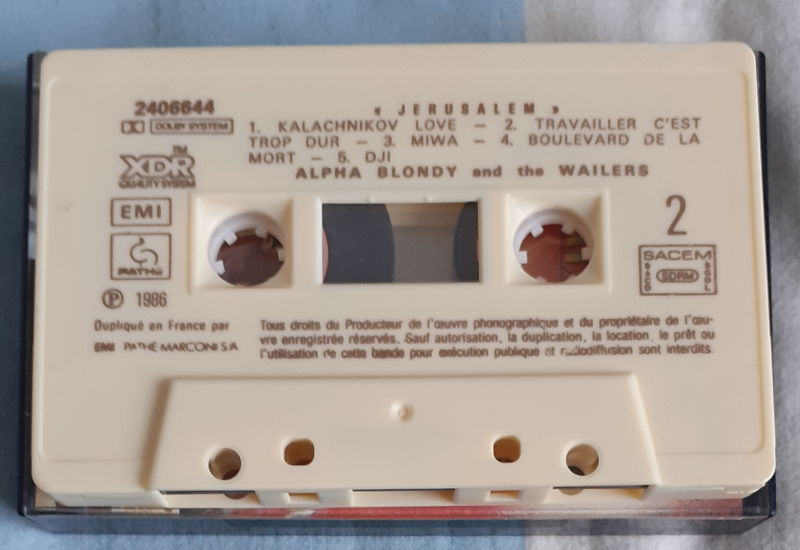 2406644
« JERUSALEM »
DOLBY SYSTEM
1. KALACHNIKOV LOVE – 2. TRAVAILLER C'EST
TROP DUR – 3. MIWA – 4. BOULEVARD DE LA
MORT – 5. DJI
ALPHA BLONDY and the WAILERS
XDR™
QUALITY SYSTEM
EMI
PATHÉ
2
SACEM
SACD SDRM SGDL
Ⓟ 1986
Dupliqué en France par
EMI PATHE MARCONI S/A
Tous droits du Producteur de l'œuvre phonographique et du propriétaire de l'œu-
vre enregistrée réservés. Sauf autorisation, la duplication, la location, le prêt ou
l'utilisation de cette bande pour exécution publique et radiodiffusion sont interdits.